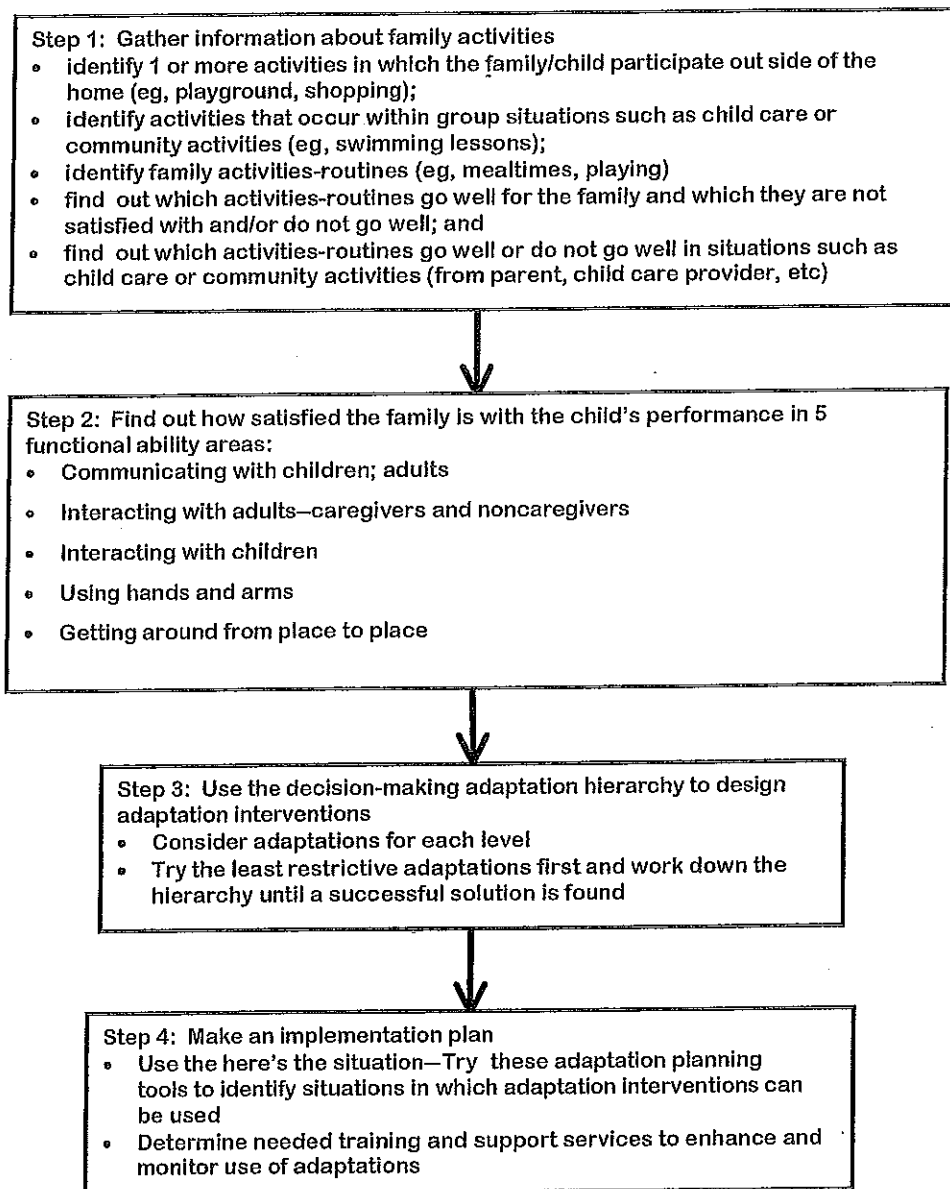 Step 1: Gather information about family activities
• identify 1 or more activities in which the family/child participate out side of the
home (eg, playground, shopping);
• identify activities that occur within group situations such as child care or
community activities (eg, swimming lessons);
• identify family activities-routines (eg, mealtimes, playing)
• find out which activities-routines go well for the family and which they are not
satisfied with and/or do not go well; and
• find out which activities-routines go well or do not go well in situations such as
child care or community activities (from parent, child care provider, etc)
Step 2: Find out how satisfied the family is with the child's performance in 5
functional ability areas:
• Communicating with children; adults
• Interacting with adults—caregivers and noncaregivers
• Interacting with children
• Using hands and arms
• Getting around from place to place
Step 3: Use the decision-making adaptation hierarchy to design
adaptation interventions
• Consider adaptations for each level
• Try the least restrictive adaptations first and work down the
hierarchy until a successful solution is found
Step 4: Make an implementation plan
• Use the here's the situation—Try these adaptation planning
tools to identify situations in which adaptation interventions can
be used
• Determine needed training and support services to enhance and
monitor use of adaptations